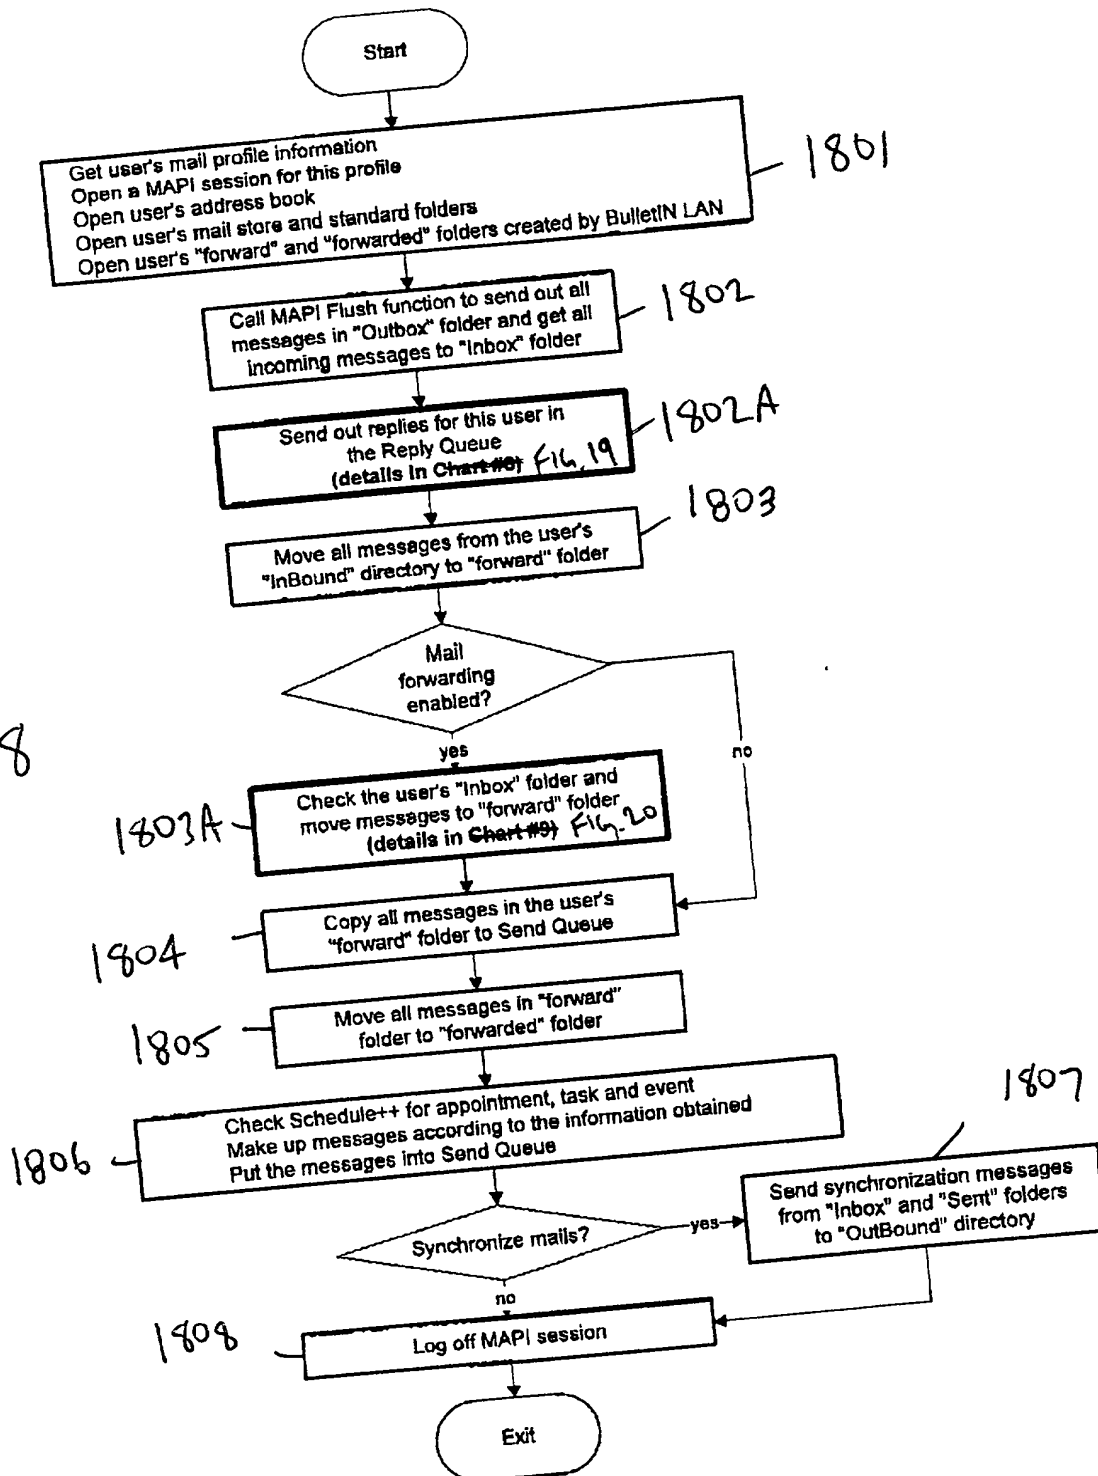 Start
Get user's mail profile information
Open a MAPI session for this profile
Open user's address book
Open user's mail store and standard folders
Open user's "forward" and "forwarded" folders created by BulletIN LAN
1801
Call MAPI Flush function to send out all
messages in "Outbox" folder and get all
incoming messages to "Inbox" folder
1802
Send out replies for this user in
the Reply Queue
(details in Chart #8) FIG. 19
1802A
Move all messages from the user's
"InBound" directory to "forward" folder
1803
Mail
forwarding
enabled?
yes
no
8
Check the user's "Inbox" folder and
move messages to "forward" folder
(details in Chart #9) FIG. 20
1803A
Copy all messages in the user's
"forward" folder to Send Queue
1804
Move all messages in "forward"
folder to "forwarded" folder
1805
Check Schedule++ for appointment, task and event
Make up messages according to the information obtained
Put the messages into Send Queue
1806
1807
Synchronize mails?
yes
Send synchronization messages
from "Inbox" and "Sent" folders
to "OutBound" directory
no
Log off MAPI session
1808
Exit